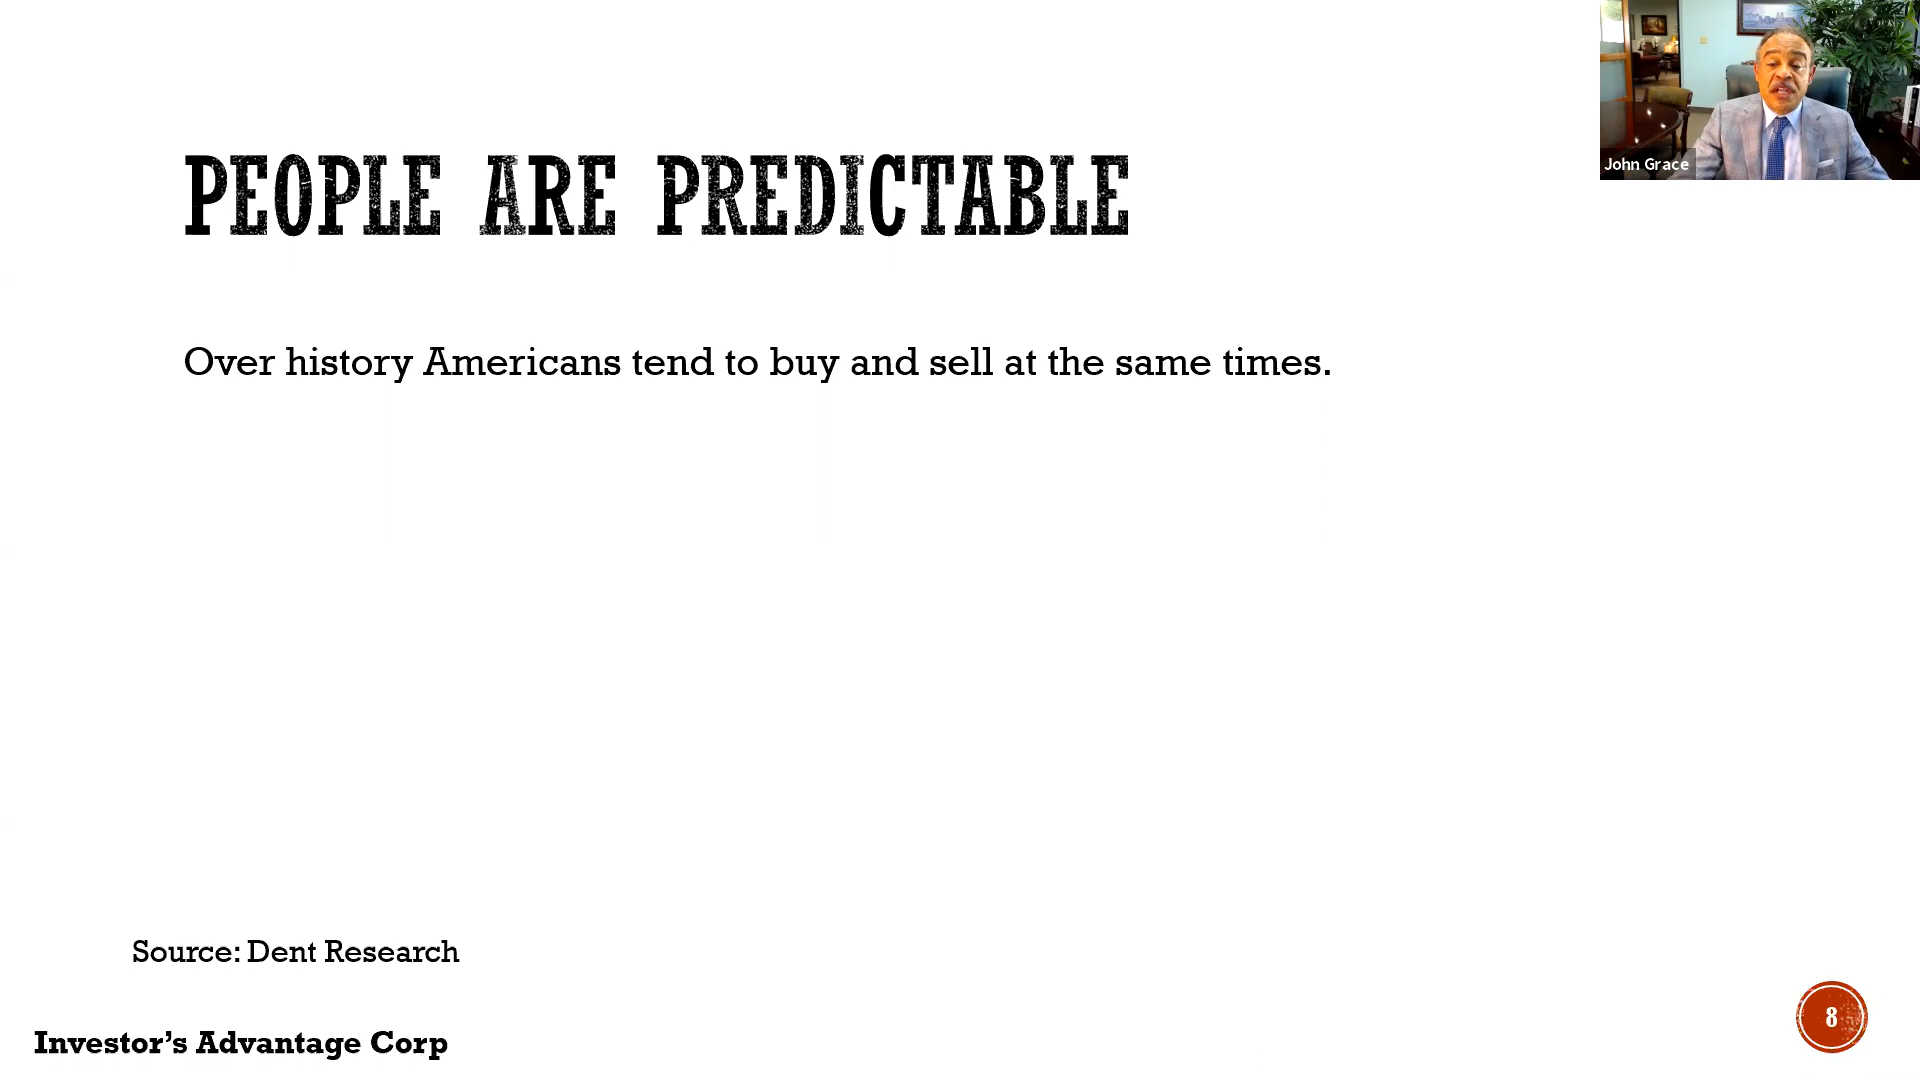 John Grace
PEOPLE ARE PREDICTABLE
Over history Americans tend to buy and sell at the same times.
Source: Dent Research
8
Investor’s Advantage Corp